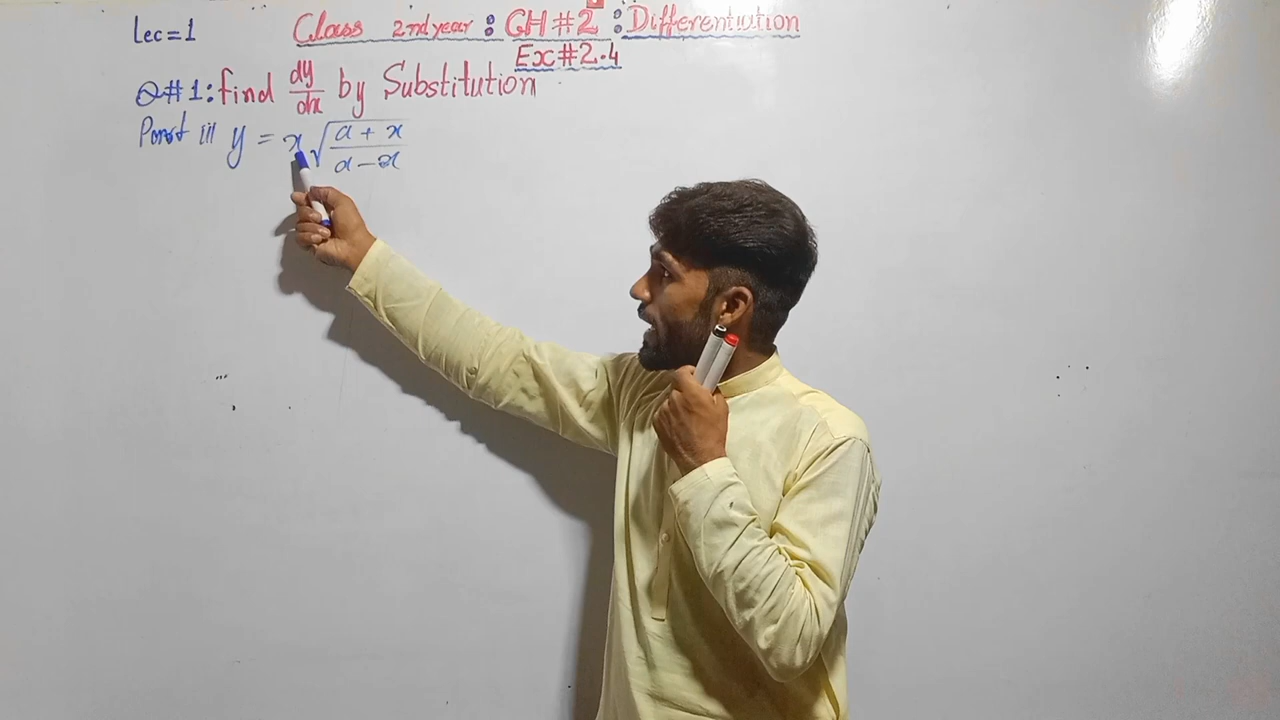 Lec=1 Class 2nd year : CH#2 : Differentiation
Ex#2.4
Q#1: find dy/dx by Substitution
Part iii y = x √((a + x)/(a - x))